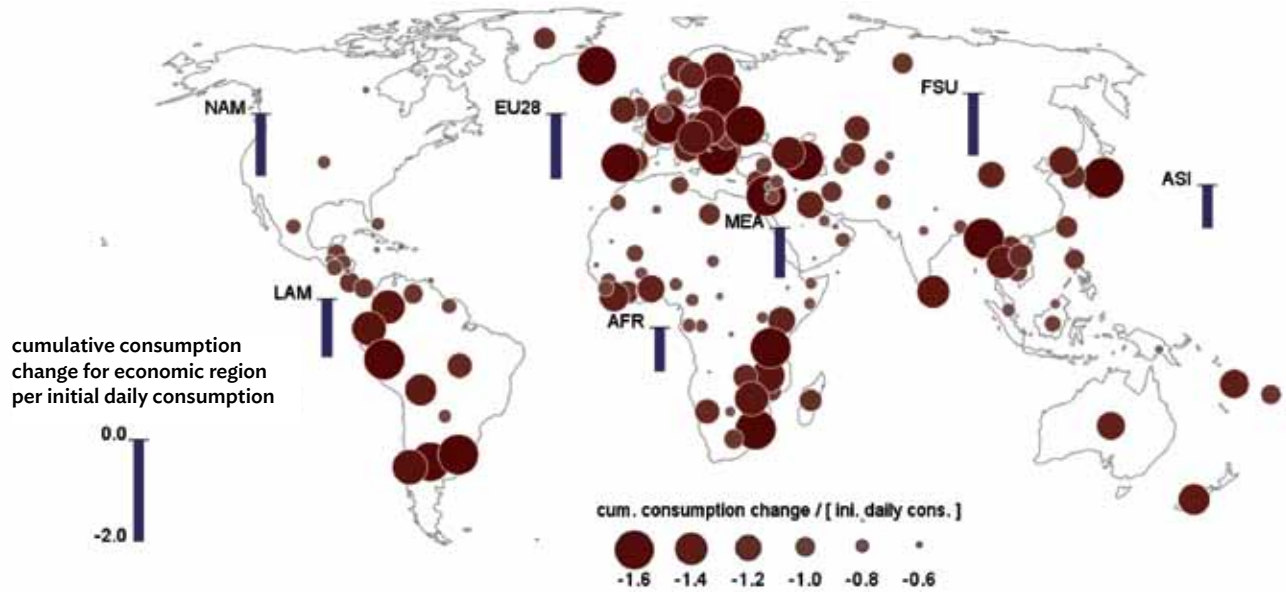 FSU
NAM
EU28
ASI
MEA
LAM
AFR
cumulative consumption
change for economic region
per initial daily consumption
0.0
-2.0
cum. consumption change / [ ini. daily cons. ]
-1.6 -1.4 -1.2 -1.0 -0.8 -0.6